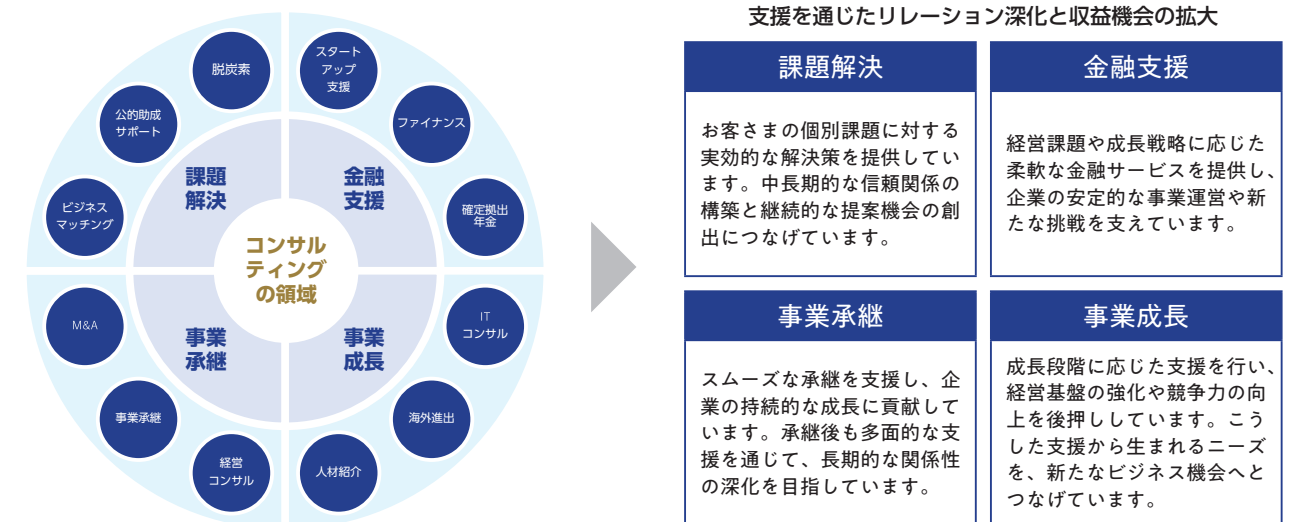 脱炭素
公的助成
サポート
ビジネス
マッチング
課題
解決
スタート
アップ
支援
ファイナンス
確定拠出
年金
金融
支援
コンサル
ティング
の領域
M&A
事業承継
経営
コンサル
事業
承継
IT
コンサル
海外進出
人材紹介
事業
成長
支援を通じたリレーション深化と収益機会の拡大
課題解決
お客さまの個別課題に対する
実効的な解決策を提供してい
ます。中長期的な信頼関係の
構築と継続的な提案機会の創
出につなげています。
金融支援
経営課題や成長戦略に応じた
柔軟な金融サービスを提供し、
企業の安定的な事業運営や新
たな挑戦を支えています。
事業承継
スムーズな承継を支援し、企
業の持続的な成長に貢献して
います。承継後も多面的な支
援を通じて、長期的な関係性
の深化を目指しています。
事業成長
成長段階に応じた支援を行い、
経営基盤の強化や競争力の向
上を後押ししています。こう
した支援から生まれるニーズ
を、新たなビジネス機会へと
つなげています。